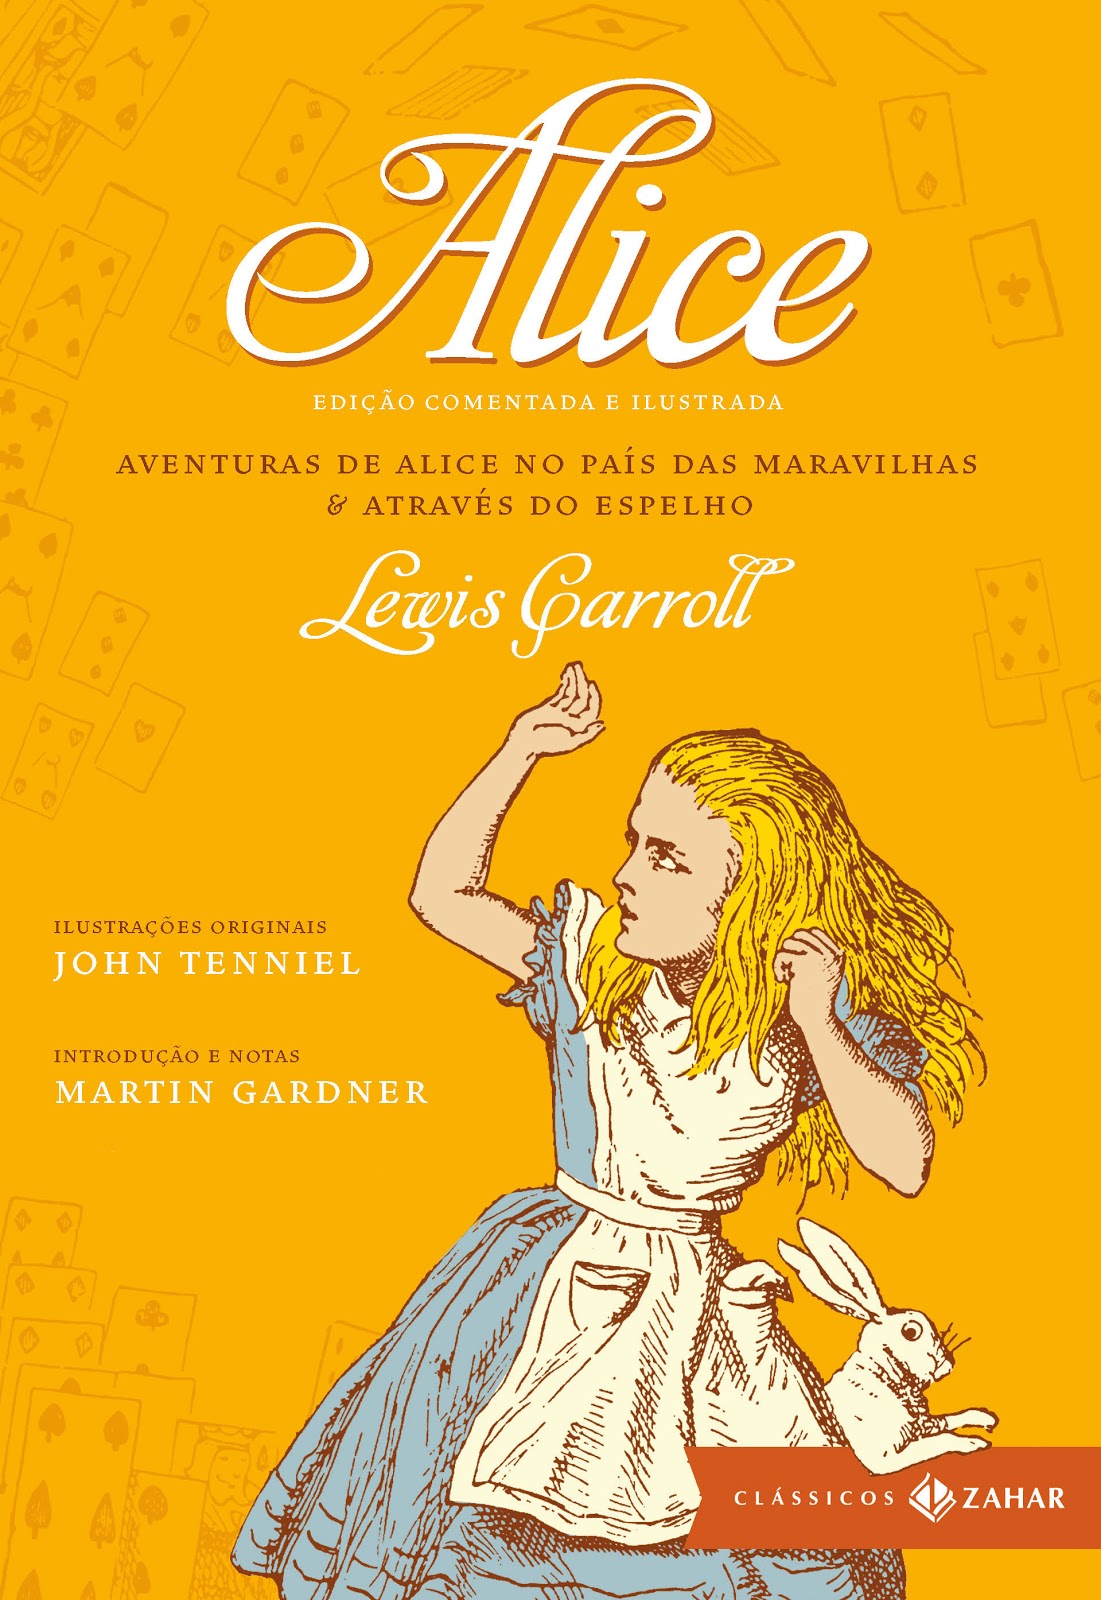 Alice
EDIÇÃO COMENTADA E ILUSTRADA
AVENTURAS DE ALICE NO PAÍS DAS MARAVILHAS
& ATRAVÉS DO ESPELHO
Lewis Carroll
ILUSTRAÇÕES ORIGINAIS
JOHN TENNIEL
INTRODUÇÃO E NOTAS
MARTIN GARDNER
CLÁSSICOS ZAHAR